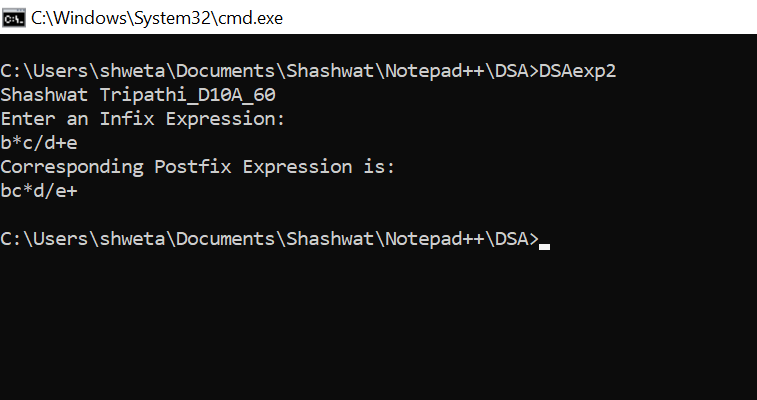 C:\Windows\System32\cmd.exe
C:\Users\shweta\Documents\Shashwat\Notepad++\DSA>DSAexp2
Shashwat Tripathi_D10A_60
Enter an Infix Expression:
b*c/d+e
Corresponding Postfix Expression is:
bc*d/e+
C:\Users\shweta\Documents\Shashwat\Notepad++\DSA>